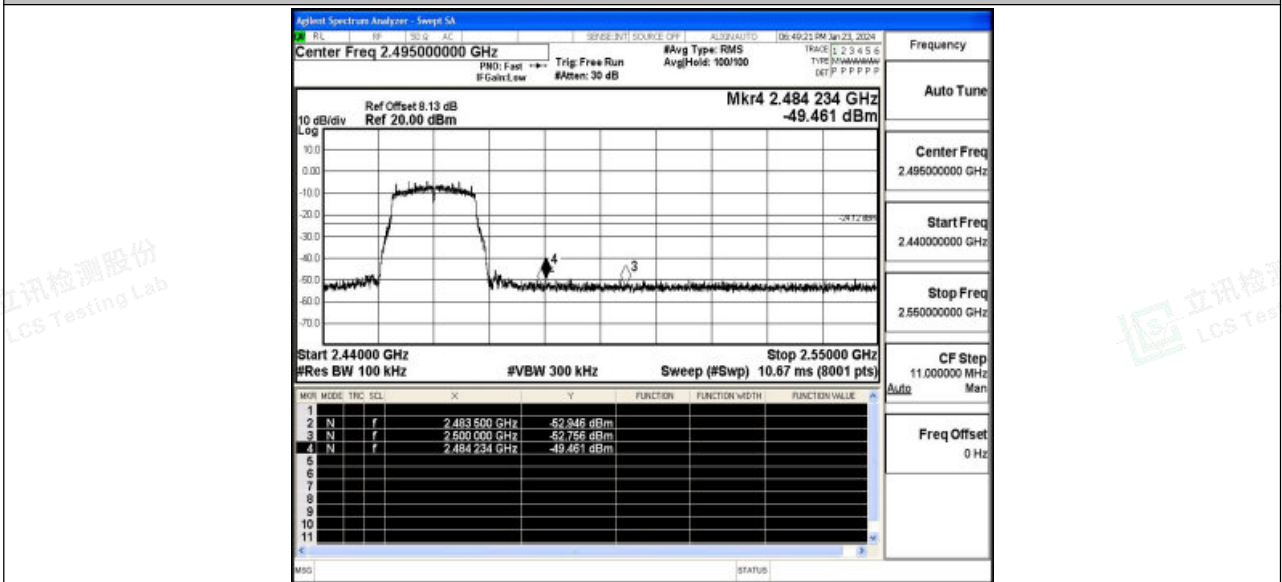 Agilent Spectrum Analyzer - Swept SA
RL RF 50 Ω AC SENSE:INT SOURCE OFF ALIGNAUTO 06:49:21 PM Jan 23, 2024
Center Freq 2.495000000 GHz
PNO: Fast
IFGain:Low
Trig: Free Run
#Atten: 30 dB
#Avg Type: RMS
Avg|Hold: 100/100
TRACE 1 2 3 4 5 6
TYPE
DET P P P P P P
Frequency
Auto Tune
Center Freq
2.495000000 GHz
Start Freq
2.440000000 GHz
Stop Freq
2.550000000 GHz
CF Step
11.000000 MHz
Auto Man
Freq Offset
0 Hz
Mkr4 2.484 234 GHz
-49.461 dBm
Ref Offset 8.13 dB
10 dB/div Ref 20.00 dBm
Log
10.0
0.00
-10.0
-20.0
-30.0
-40.0
-50.0
-60.0
-70.0
-24.12 dBm
4
3
Start 2.44000 GHz Stop 2.55000 GHz
#Res BW 100 kHz #VBW 300 kHz Sweep (#Swp) 10.67 ms (8001 pts)
MKR MODE TRC SCL X Y FUNCTION FUNCTION WIDTH FUNCTION VALUE
1
2 N f 2.483 500 GHz -52.946 dBm
3 N f 2.500 000 GHz -52.756 dBm
4 N f 2.484 234 GHz -49.461 dBm
5
6
7
8
9
10
11
MSG STATUS
立讯检测股份
LCS Testing Lab
立讯检
LCS Tes